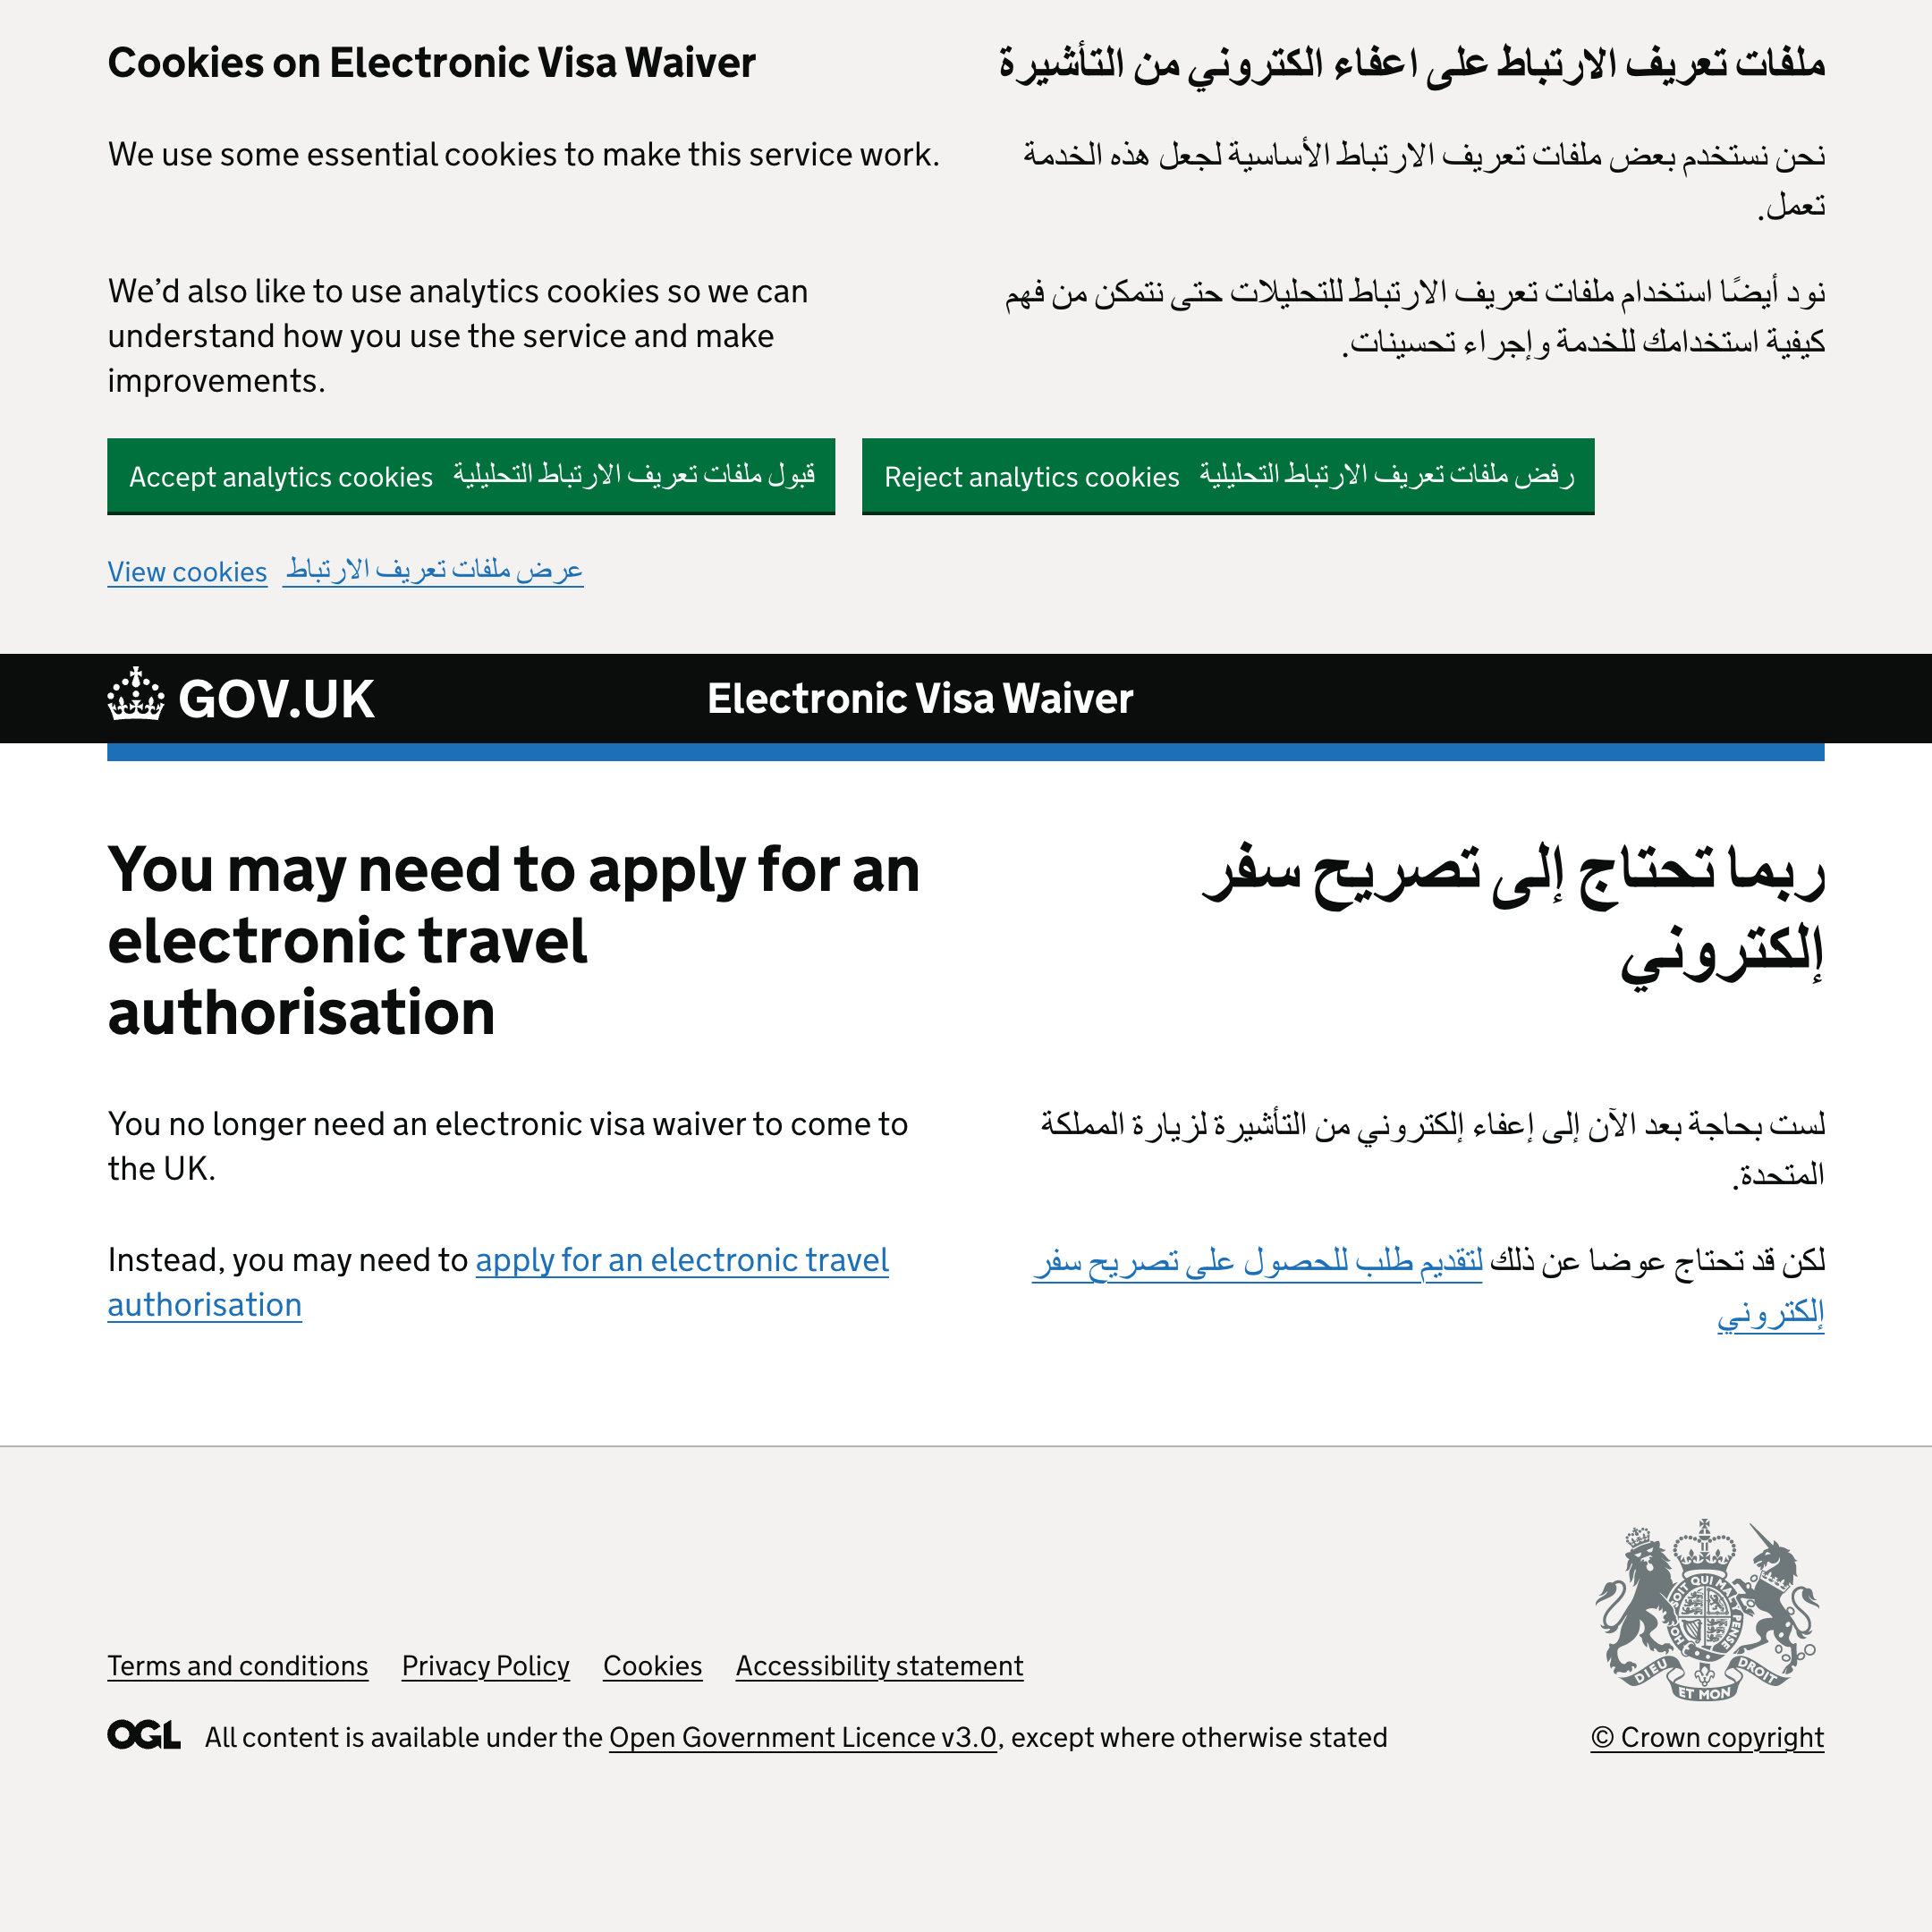 Cookies on Electronic Visa Waiver
ملفات تعريف الارتباط على اعفاء الكتروني من التأشيرة
We use some essential cookies to make this service work.
نحن نستخدم بعض ملفات تعريف الارتباط الأساسية لجعل هذه الخدمة
تعمل.
We’d also like to use analytics cookies so we can
understand how you use the service and make
improvements.
نود أيضًا استخدام ملفات تعريف الارتباط للتحليلات حتى نتمكن من فهم
كيفية استخدامك للخدمة وإجراء تحسينات.
Accept analytics cookies قبول ملفات تعريف الارتباط التحليلية
Reject analytics cookies رفض ملفات تعريف الارتباط التحليلية
View cookies عرض ملفات تعريف الارتباط
GOV.UK
Electronic Visa Waiver
You may need to apply for an
electronic travel
authorisation
ربما تحتاج إلى تصريح سفر
إلكتروني
You no longer need an electronic visa waiver to come to
the UK.
لست بحاجة بعد الآن إلى إعفاء إلكتروني من التأشيرة لزيارة المملكة
المتحدة.
Instead, you may need to apply for an electronic travel
authorisation
لكن قد تحتاج عوضا عن ذلك لتقديم طلب للحصول على تصريح سفر
إلكتروني
Terms and conditions Privacy Policy Cookies Accessibility statement
OGL All content is available under the Open Government Licence v3.0, except where otherwise stated
HONI SOIT QUI MAL Y PENSE
DIEU ET MON DROIT
© Crown copyright